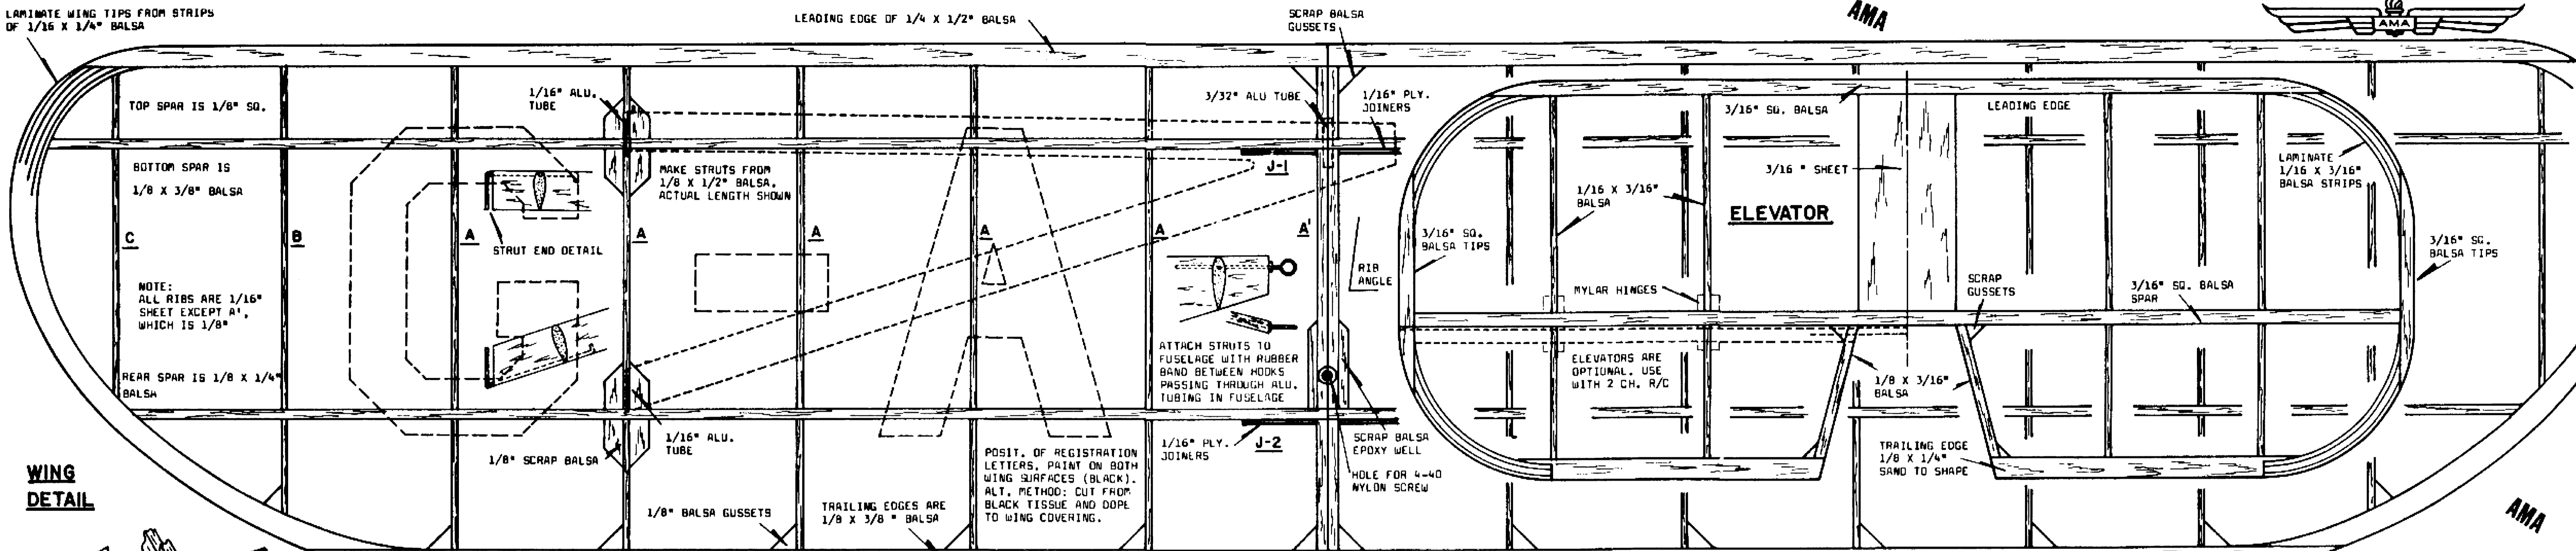 LAMINATE WING TIPS FROM STRIPS
OF 1/16 X 1/4" BALSA
LEADING EDGE OF 1/4 X 1/2" BALSA
SCRAP BALSA
GUSSETS
AMA
AMA
TOP SPAR IS 1/8" SQ.
1/16" ALU.
TUBE
3/32" ALU TUBE
1/16" PLY.
JOINERS
3/16" SQ. BALSA
LEADING EDGE
BOTTOM SPAR IS
1/8 X 3/8" BALSA
MAKE STRUTS FROM
1/8 X 1/2" BALSA.
ACTUAL LENGTH SHOWN
J-1
3/16 " SHEET
LAMINATE
1/16 X 3/16"
BALSA STRIPS
1/16 X 3/16"
BALSA
ELEVATOR
C
B
A
A
A
A
A
A'
STRUT END DETAIL
3/16" SQ.
BALSA TIPS
3/16" SQ.
BALSA TIPS
RIB
ANGLE
NOTE:
ALL RIBS ARE 1/16"
SHEET EXCEPT A',
WHICH IS 1/8"
MYLAR HINGES
SCRAP
GUSSETS
3/16" SQ. BALSA
SPAR
ATTACH STRUTS TO
FUSELAGE WITH RUBBER
BAND BETWEEN HOOKS
PASSING THROUGH ALU.
TUBING IN FUSELAGE
ELEVATORS ARE
OPTIONAL. USE
WITH 2 CH. R/C
1/8 X 3/16"
BALSA
REAR SPAR IS 1/8 X 1/4"
BALSA
1/16" ALU.
TUBE
1/8" SCRAP BALSA
1/16" PLY.
JOINERS
J-2
SCRAP BALSA
EPOXY WELL
HOLE FOR 4-40
NYLON SCREW
TRAILING EDGE
1/8 X 1/4"
SAND TO SHAPE
WING
DETAIL
POSIT. OF REGISTRATION
LETTERS, PAINT ON BOTH
WING SURFACES (BLACK).
ALT. METHOD: CUT FROM
BLACK TISSUE AND DOPE
TO WING COVERING.
1/8" BALSA GUSSETS
TRAILING EDGES ARE
1/8 X 3/8 " BALSA
AMA